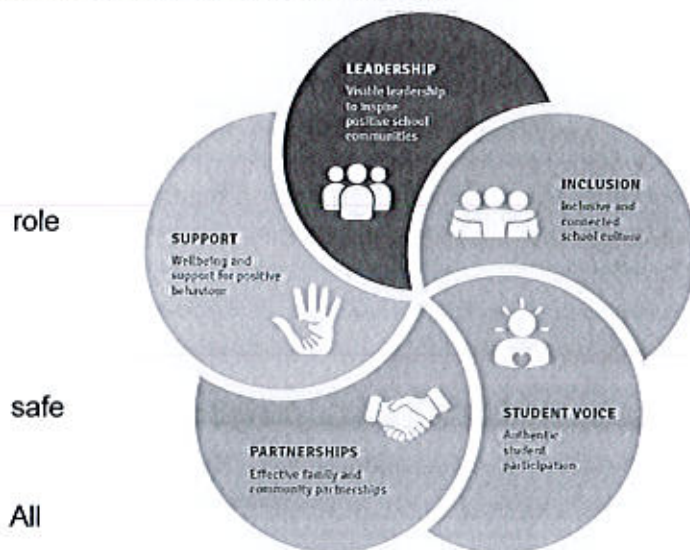 LEADERSHIP
Visible leadership
to inspire
positive school
communities
INCLUSION
Inclusive and
connected
school culture
role
SUPPORT
Wellbeing and
support for positive
behaviour
safe
STUDENT VOICE
Authentic
student
participation
PARTNERSHIPS
Effective family and
community partnerships
All